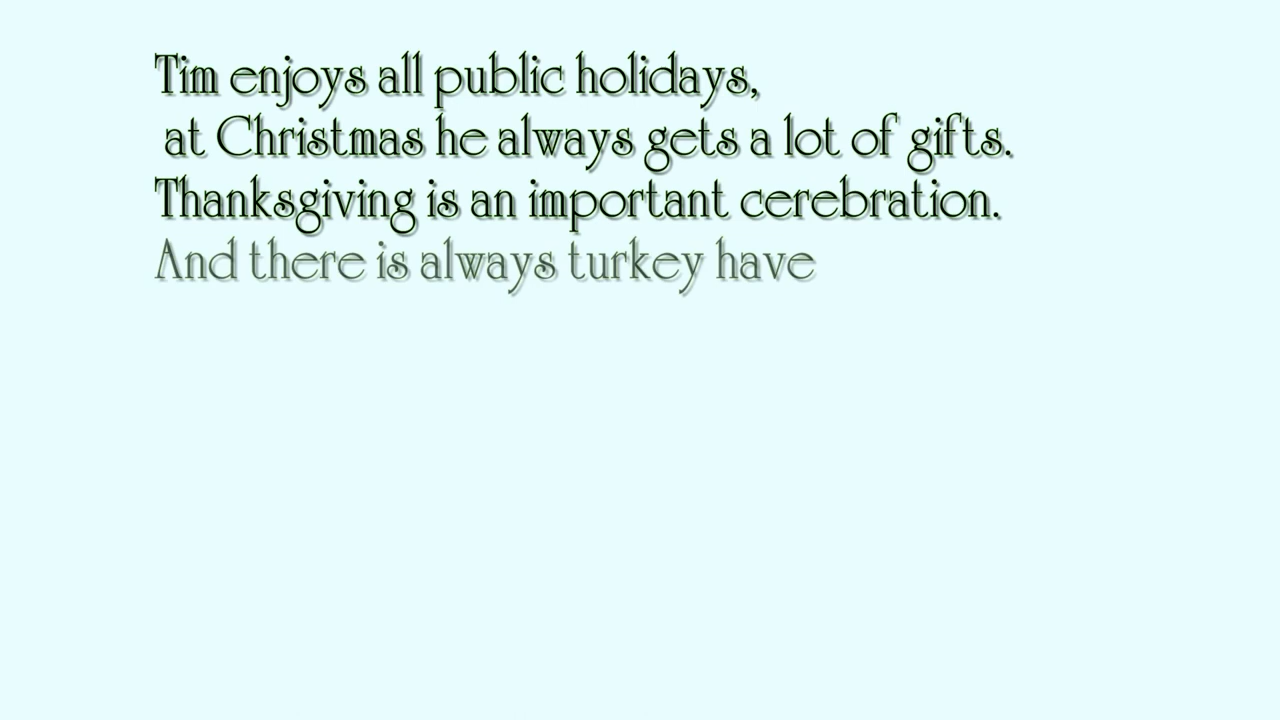 Tim enjoys all public holidays,
at Christmas he always gets a lot of gifts.
Thanksgiving is an important cerebration.
And there is always turkey have